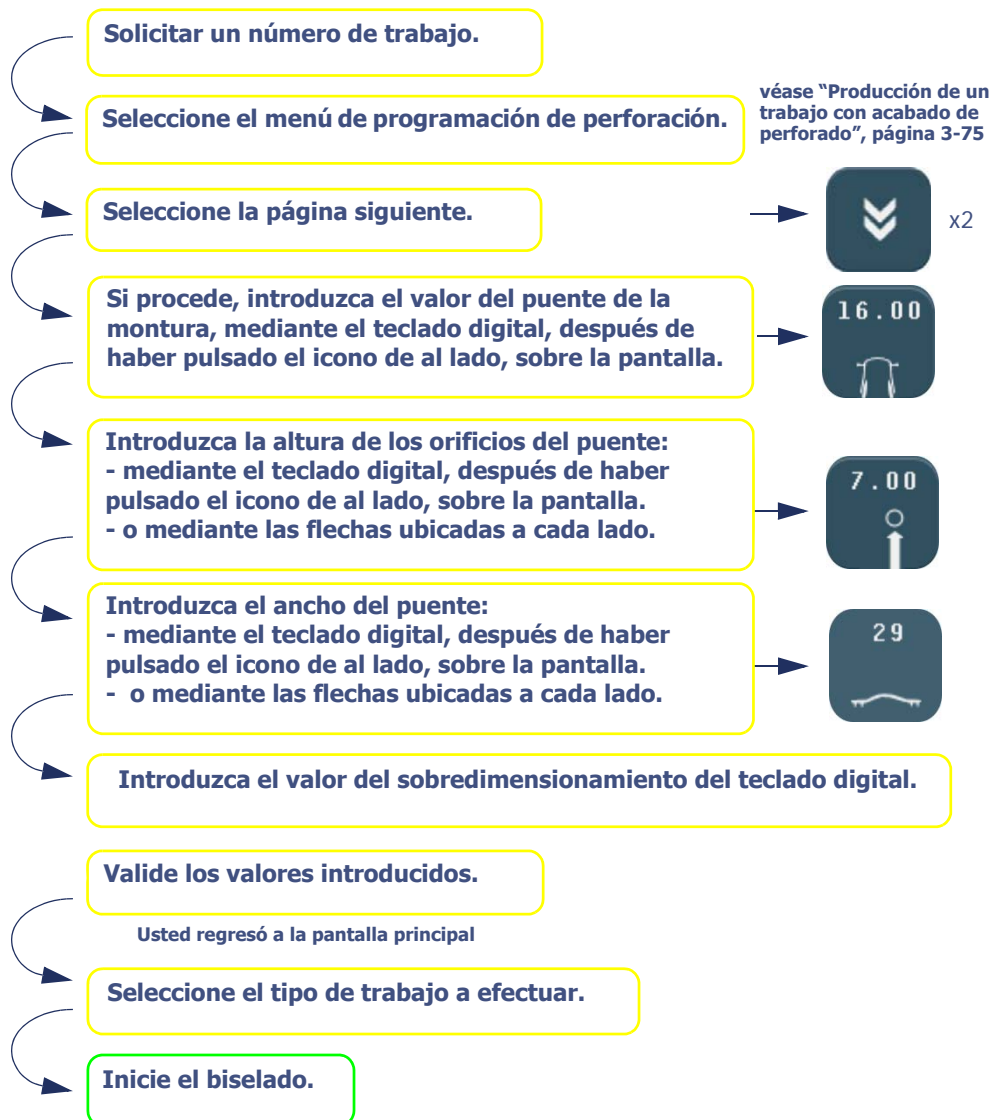 Solicitar un número de trabajo.
Seleccione el menú de programación de perforación.
véase “Producción de un
trabajo con acabado de
perforado”, página 3-75
Seleccione la página siguiente.
x2
Si procede, introduzca el valor del puente de la
montura, mediante el teclado digital, después de
haber pulsado el icono de al lado, sobre la pantalla.
16.00
Introduzca la altura de los orificios del puente:
- mediante el teclado digital, después de haber
pulsado el icono de al lado, sobre la pantalla.
- o mediante las flechas ubicadas a cada lado.
7.00
Introduzca el ancho del puente:
- mediante el teclado digital, después de haber
pulsado el icono de al lado, sobre la pantalla.
- o mediante las flechas ubicadas a cada lado.
29
Introduzca el valor del sobredimensionamiento del teclado digital.
Valide los valores introducidos.
Usted regresó a la pantalla principal
Seleccione el tipo de trabajo a efectuar.
Inicie el biselado.